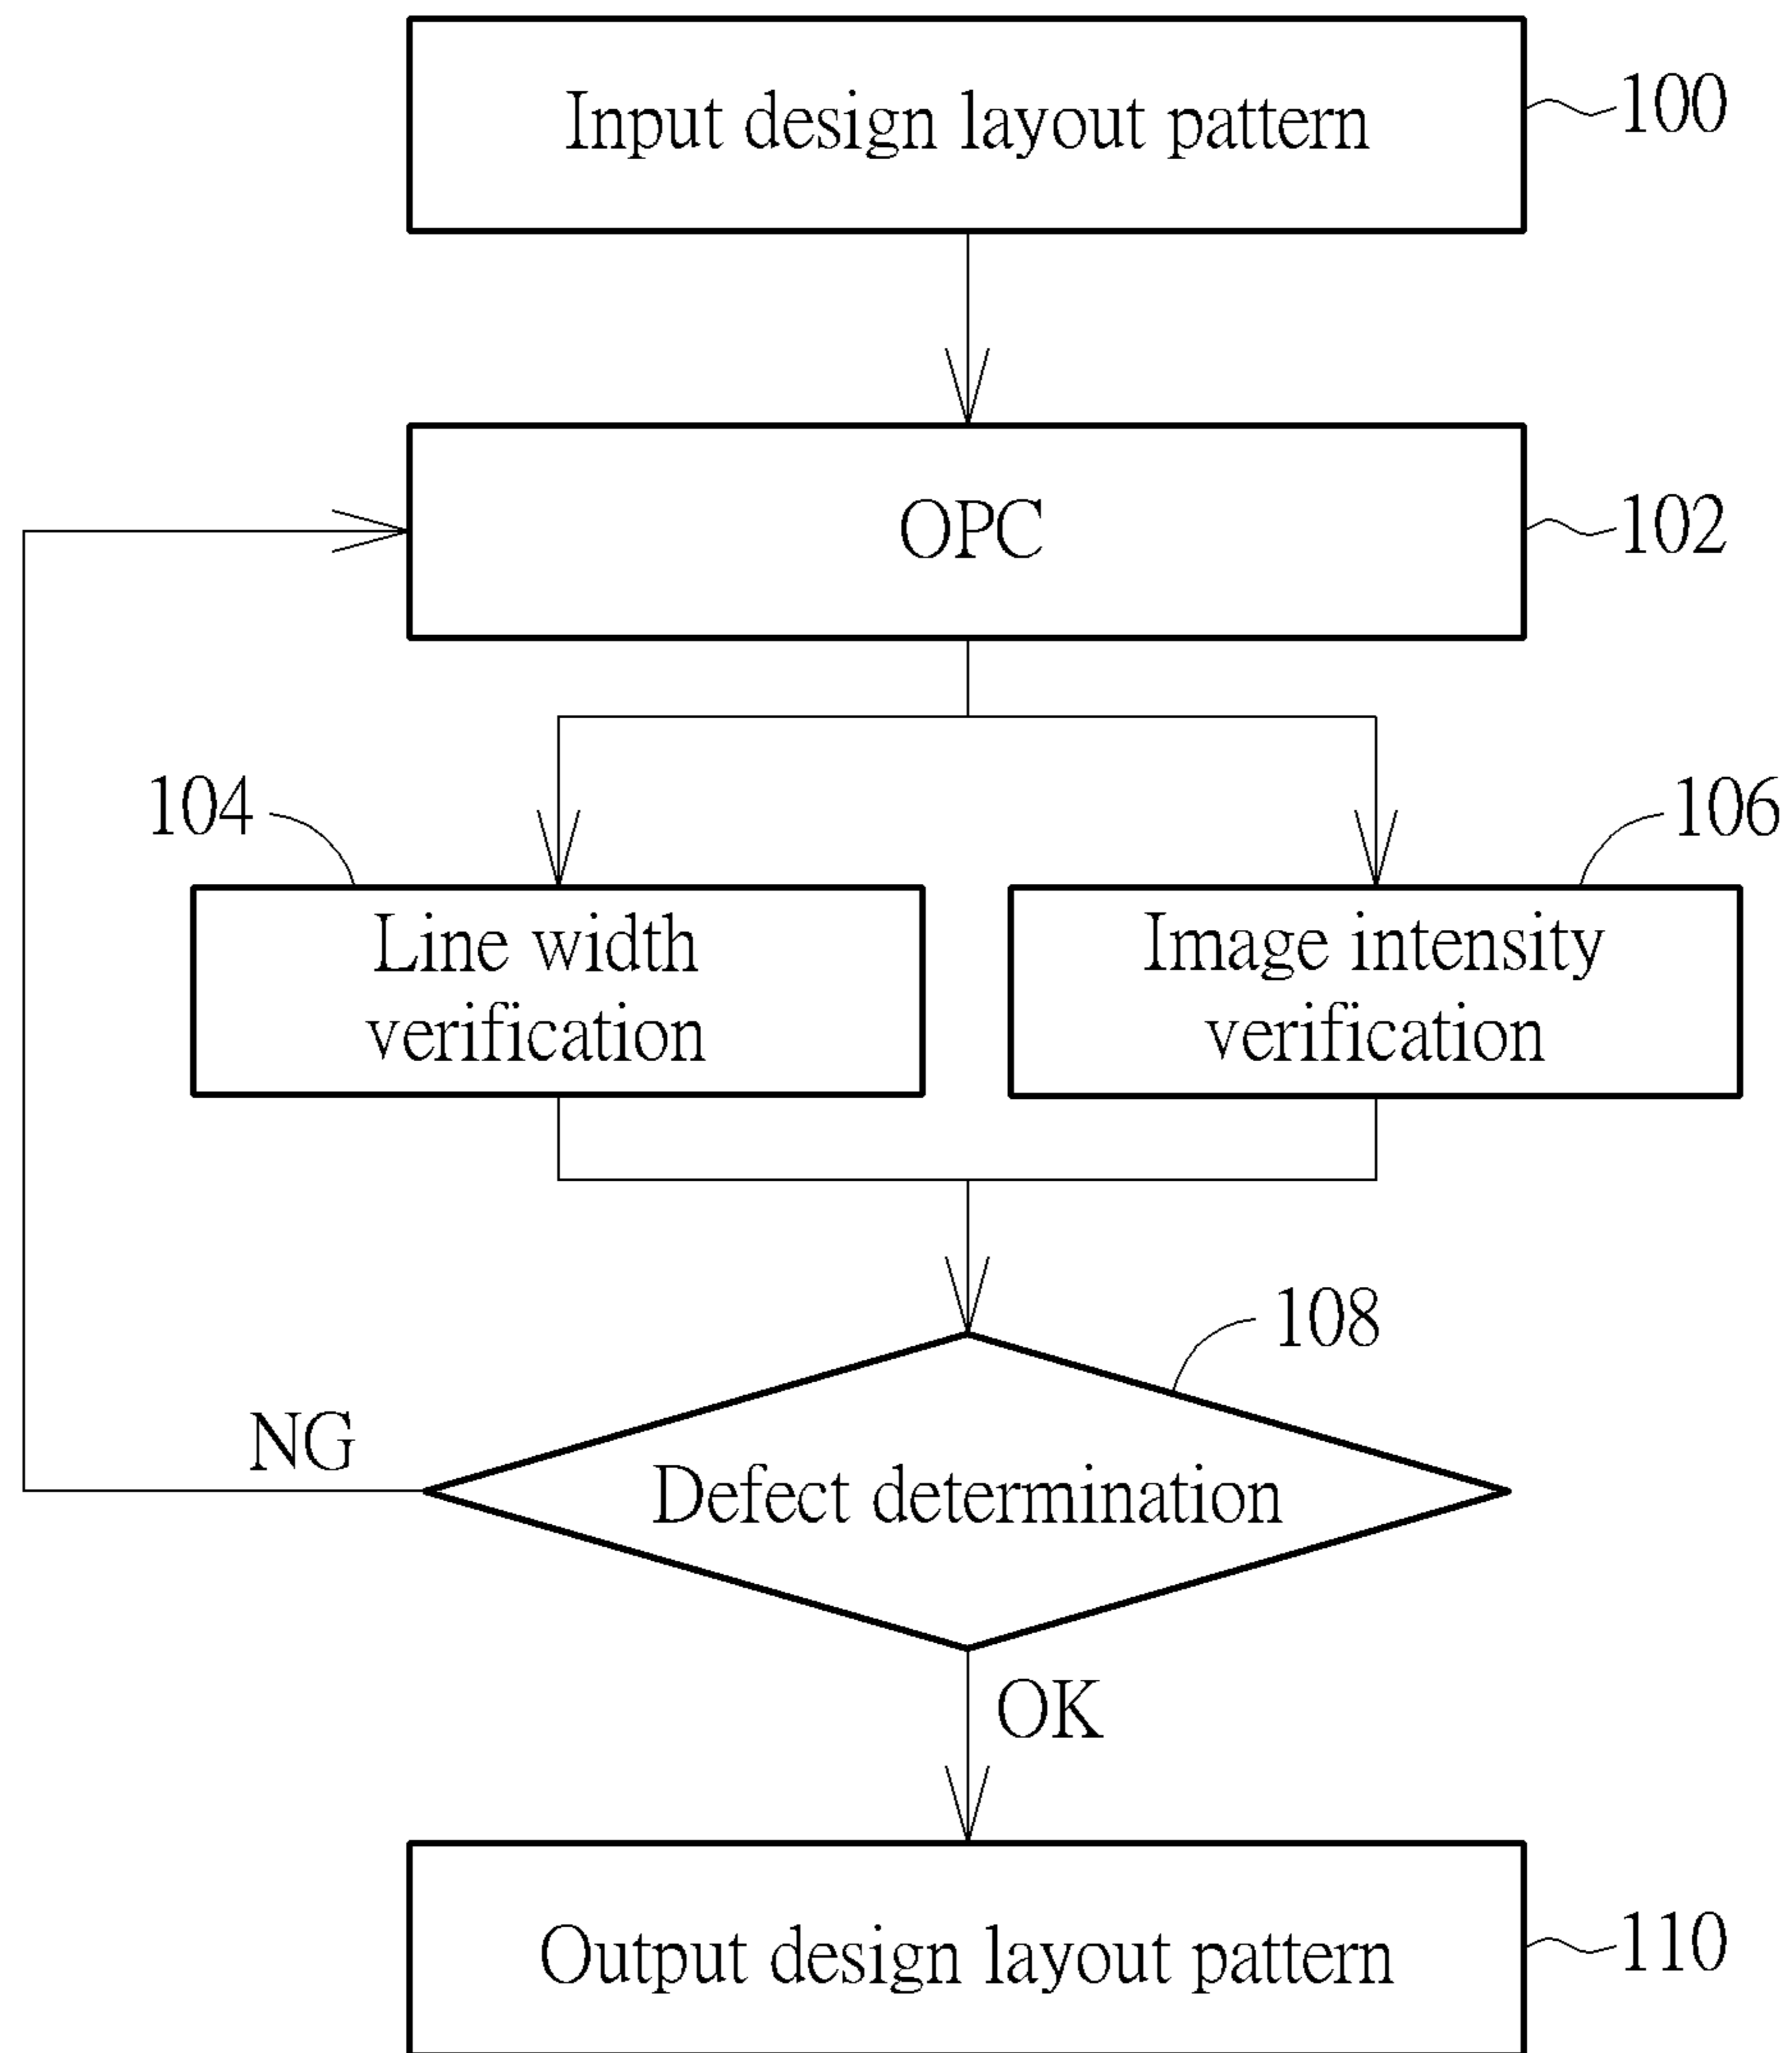 Input design layout pattern
100
OPC
102
104
106
Line width
verification
Image intensity
verification
108
NG
Defect determination
OK
Output design layout pattern
110